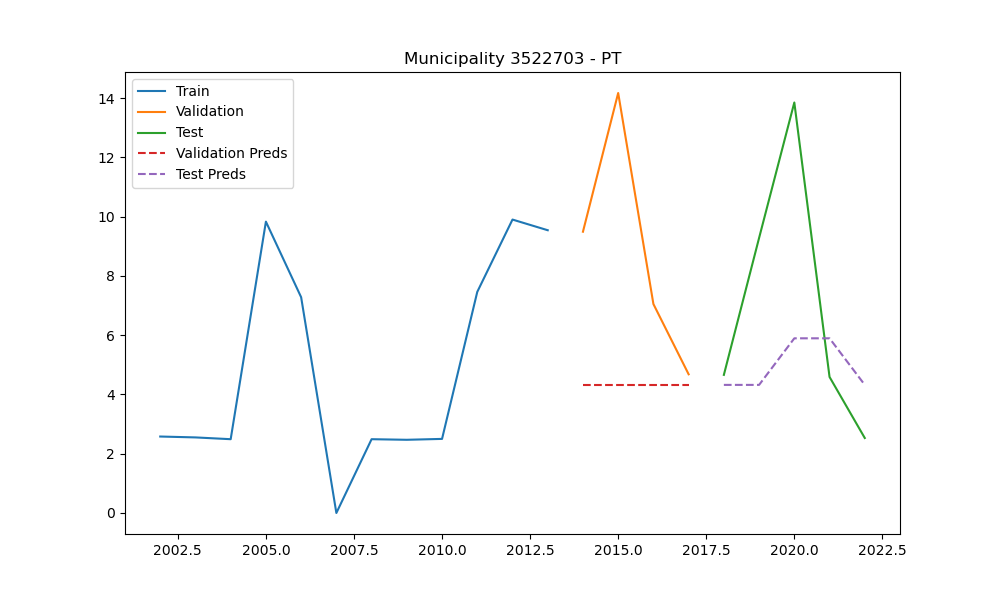 Municipality 3522703 - PT
Train
Validation
Test
Validation Preds
Test Preds
14
12
10
8
6
4
2
0
2002.5 2005.0 2007.5 2010.0 2012.5 2015.0 2017.5 2020.0 2022.5